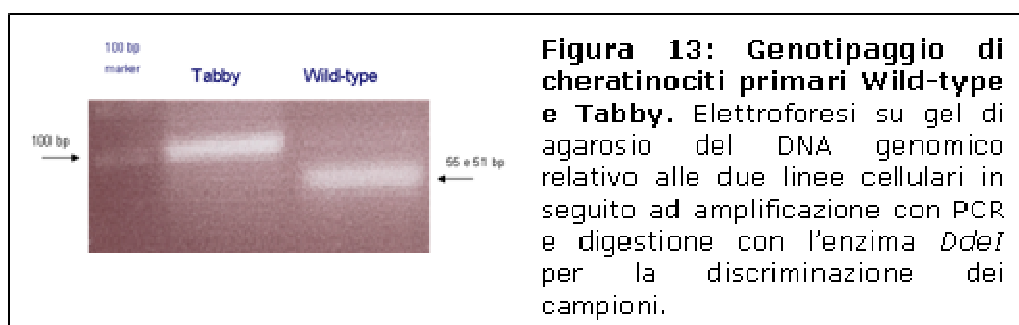 100 bp
marker
Tabby
Wild-type
100 bp
55 e 51 bp
Figura 13: Genotipaggio di
cheratinociti primari Wild-type
e Tabby. Elettroforesi su gel di
agarosio del DNA genomico
relativo alle due linee cellulari in
seguito ad amplificazione con PCR
e digestione con l'enzima DdeI
per la discriminazione dei
campioni.